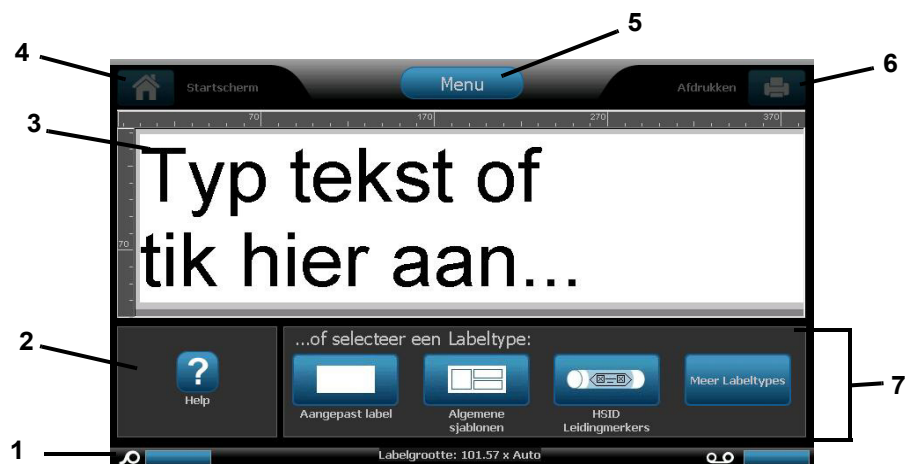 5
4
6
Menu
Startscherm
Afdrukken
70
170
270
370
3
Typ tekst of
70
tik hier aan...
2
...of selecteer een Labeltype:
?
Help
Meer Labeltypes
Aangepast label
Algemene
sjablonen
HSID
Leidingmerkers
7
1
Labelgrootte: 101.57 x Auto